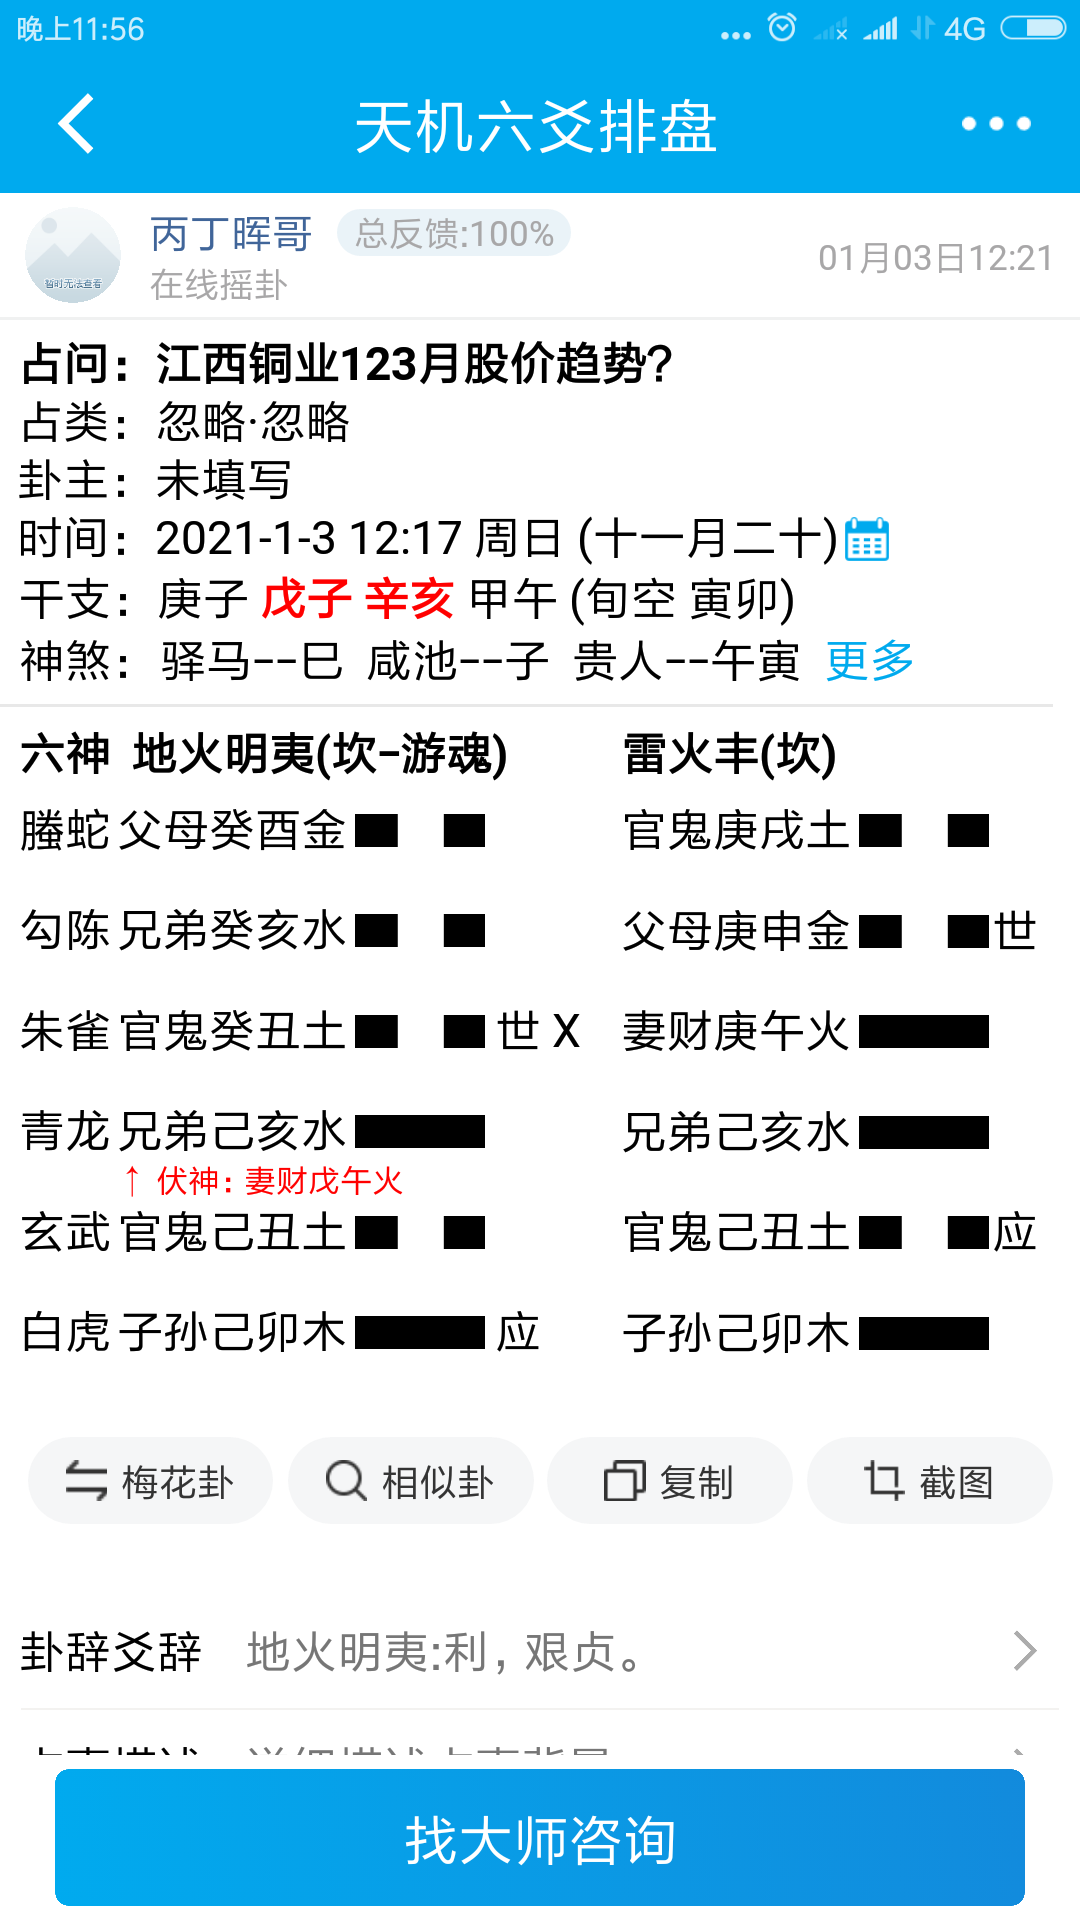 晚上11:56
4G
天机六爻排盘
丙丁晖哥 总反馈:100%
在线摇卦
01月03日12:21
暂时无法查看
占问：江西铜业123月股价趋势?
占类：忽略·忽略
卦主：未填写
时间：2021-1-3 12:17 周日 (十一月二十)
干支：庚子 戊子 辛亥 甲午 (旬空 寅卯)
神煞：驿马--巳 咸池--子 贵人--午寅 更多
六神 地火明夷(坎-游魂) 雷火丰(坎)
螣蛇 父母癸酉金 官鬼庚戌土
勾陈 兄弟癸亥水 父母庚申金 世
朱雀 官鬼癸丑土 世 X 妻财庚午火
青龙 兄弟己亥水 兄弟己亥水
↑ 伏神：妻财戊午火
玄武 官鬼己丑土 官鬼己丑土 应
白虎 子孙己卯木 应 子孙己卯木
梅花卦 相似卦 复制 截图
卦辞爻辞 地火明夷:利，艰贞。
找大师咨询